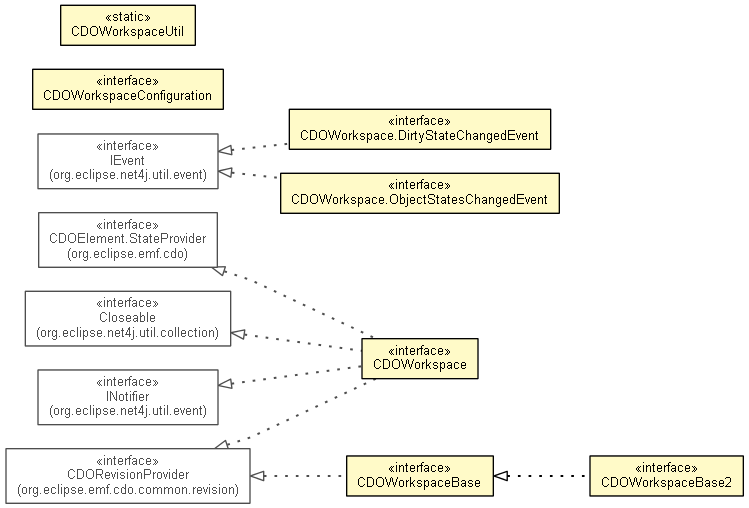 «static»
CDOWorkspaceUtil
«interface»
CDOWorkspaceConfiguration
«interface»
IEvent
(org.eclipse.net4j.util.event)
«interface»
CDOWorkspace.DirtyStateChangedEvent
«interface»
CDOWorkspace.ObjectStatesChangedEvent
«interface»
CDOElement.StateProvider
(org.eclipse.emf.cdo)
«interface»
Closeable
(org.eclipse.net4j.util.collection)
«interface»
CDOWorkspace
«interface»
INotifier
(org.eclipse.net4j.util.event)
«interface»
CDORevisionProvider
(org.eclipse.emf.cdo.common.revision)
«interface»
CDOWorkspaceBase
«interface»
CDOWorkspaceBase2